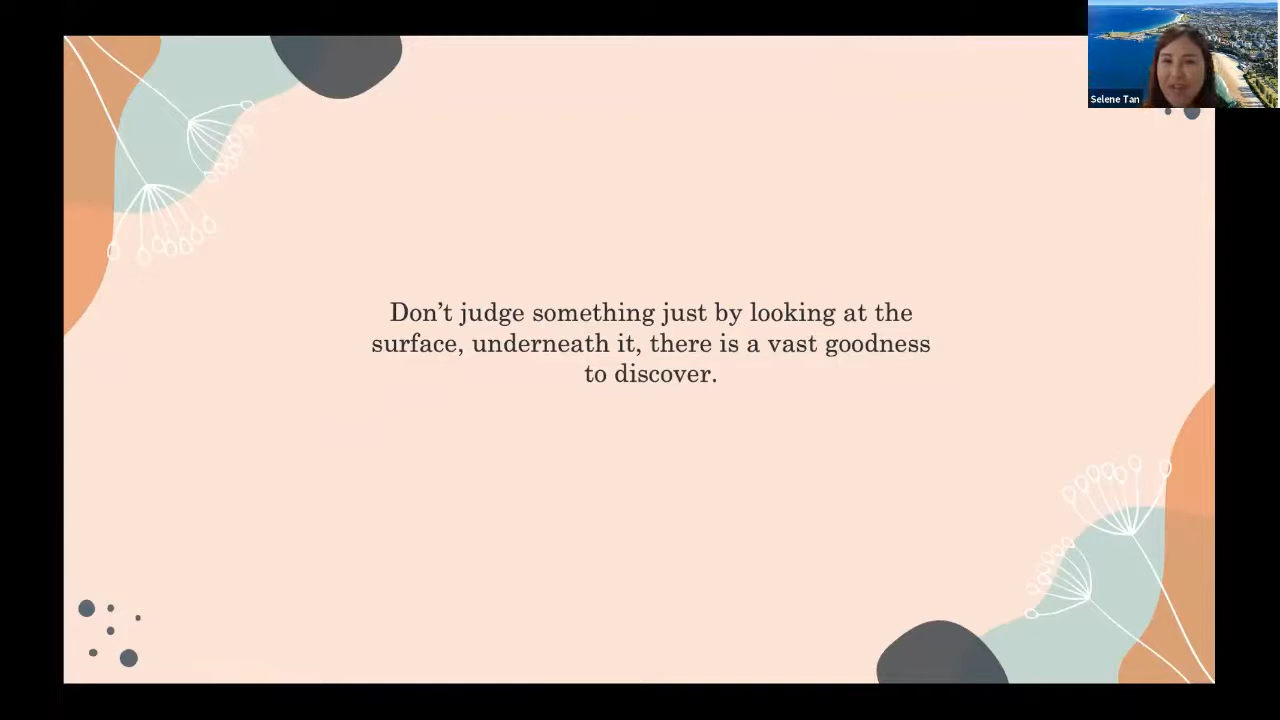 Selene Tan
Don’t judge something just by looking at the
surface, underneath it, there is a vast goodness
to discover.